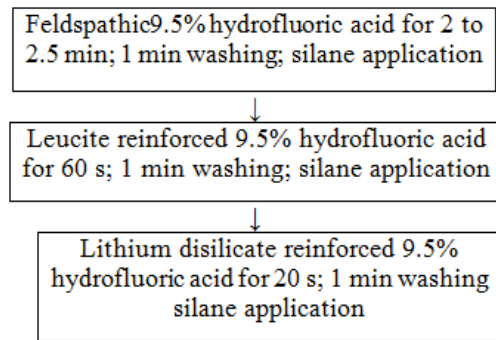 Feldspathic9.5% hydrofluoric acid for 2 to
2.5 min; 1 min washing; silane application
↓
Leucite reinforced 9.5% hydrofluoric acid
for 60 s; 1 min washing; silane application
↓
Lithium disilicate reinforced 9.5%
hydrofluoric acid for 20 s; 1 min washing
silane application